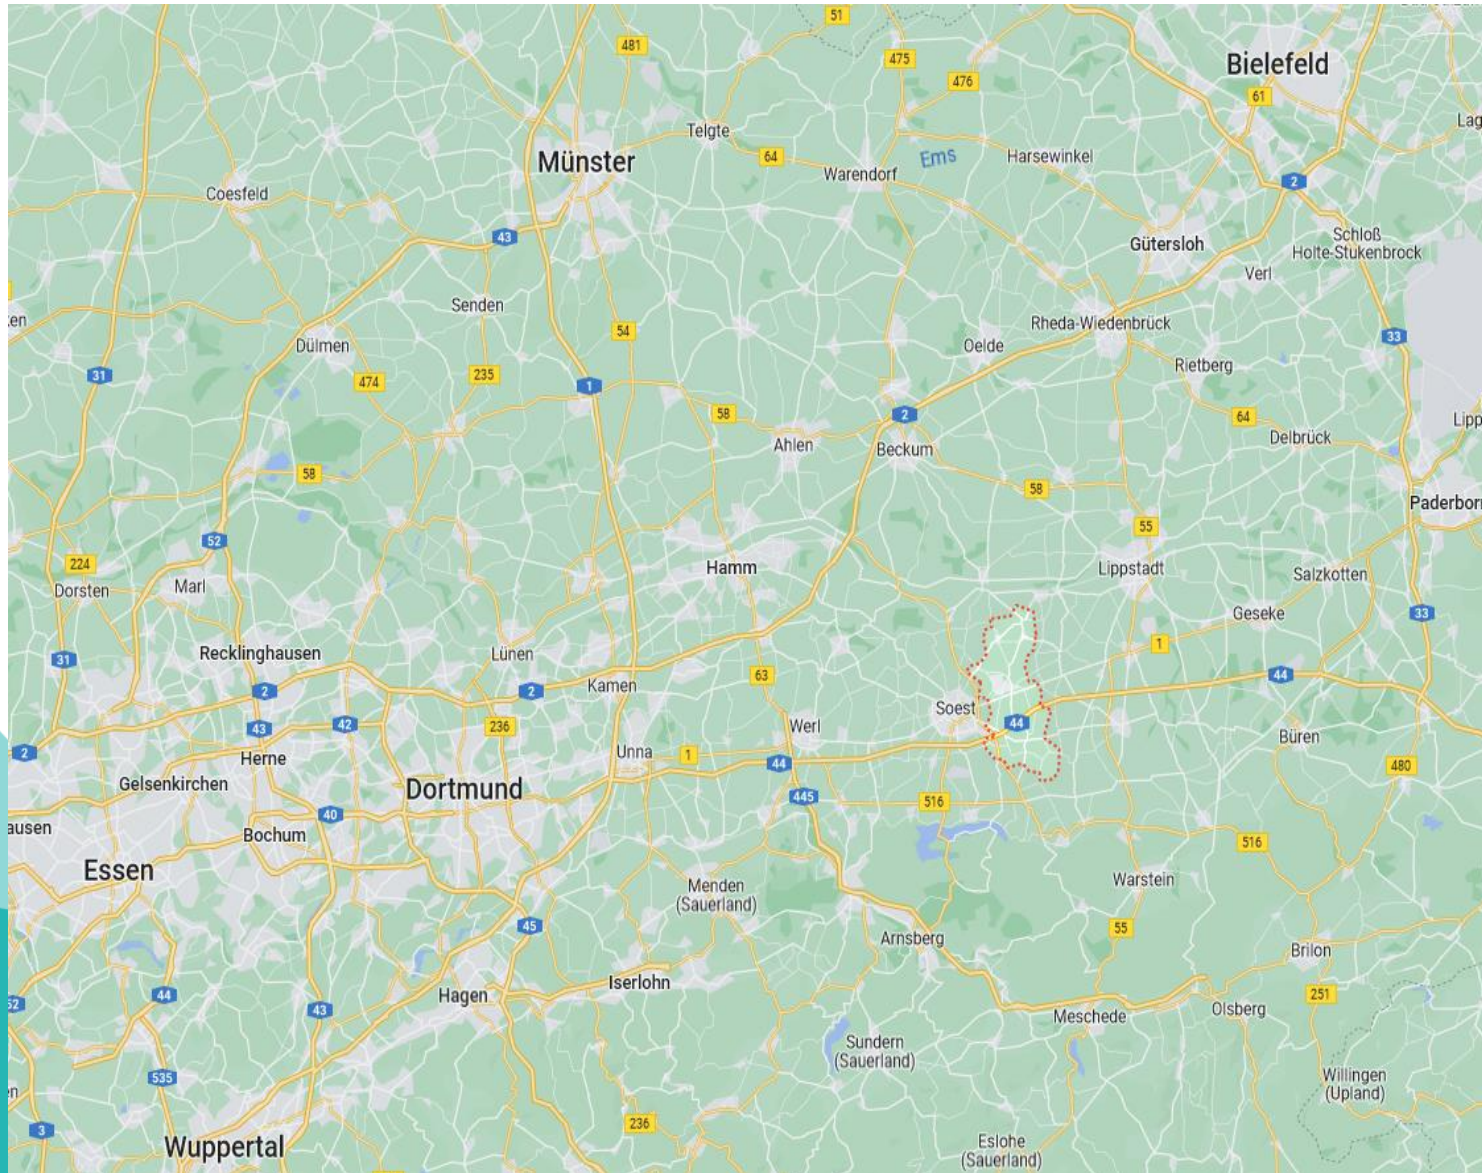 51
481
475
Bielefeld
476
61
Telgte
Lag
Münster
64
Ems
Harsewinkel
Warendorf
2
Coesfeld
43
Gütersloh
Schloß
Holte-Stukenbrock
Verl
Senden
en
54
Rheda-Wiedenbrück
33
Dülmen
Oelde
Rietberg
31
474
235
1
58
2
64
Lipp
Ahlen
Beckum
Delbrück
58
58
Paderborn
52
55
224
Hamm
Lippstadt
Salzkotten
Dorsten
Marl
Geseke
33
Recklinghausen
Lünen
1
31
63
44
2
2
Kamen
Soest
43
42
236
Werl
44
Büren
2
Herne
Unna
1
44
480
Gelsenkirchen
Dortmund
445
516
40
ausen
Bochum
516
Essen
Menden
(Sauerland)
Warstein
45
Arnsberg
55
Brilon
Iserlohn
44
Hagen
251
52
43
Meschede
Olsberg
Sundern
(Sauerland)
535
Willingen
(Upland)
3
236
Wuppertal
Eslohe
(Sauerland)